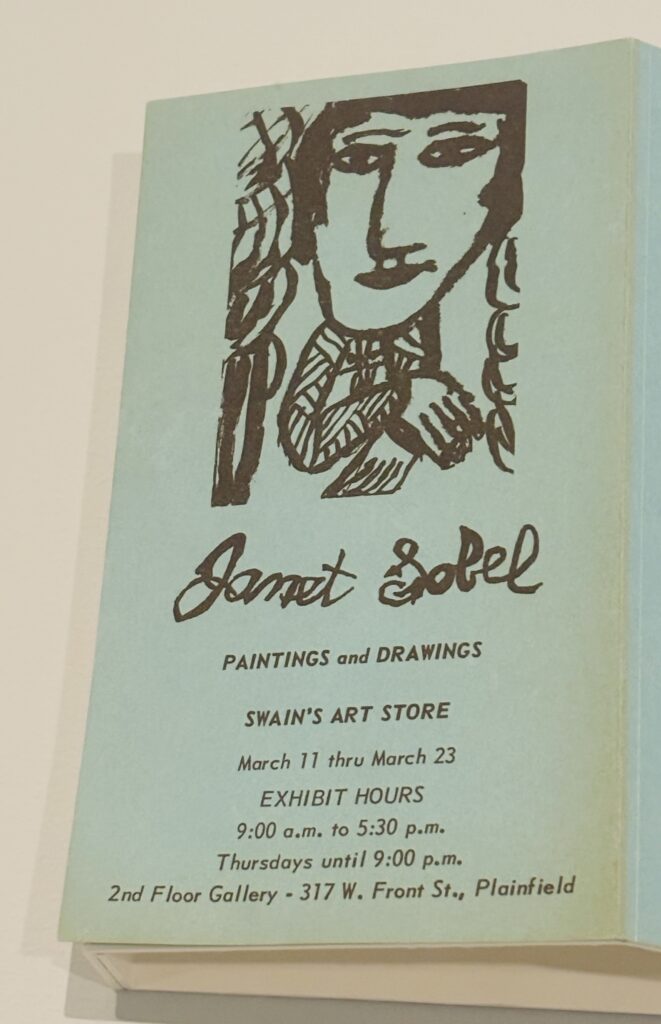 Janet Sobel
PAINTINGS and DRAWINGS
SWAIN'S ART STORE
March 11 thru March 23
EXHIBIT HOURS
9:00 a.m. to 5:30 p.m.
Thursdays until 9:00 p.m.
2nd Floor Gallery - 317 W. Front St., Plainfield